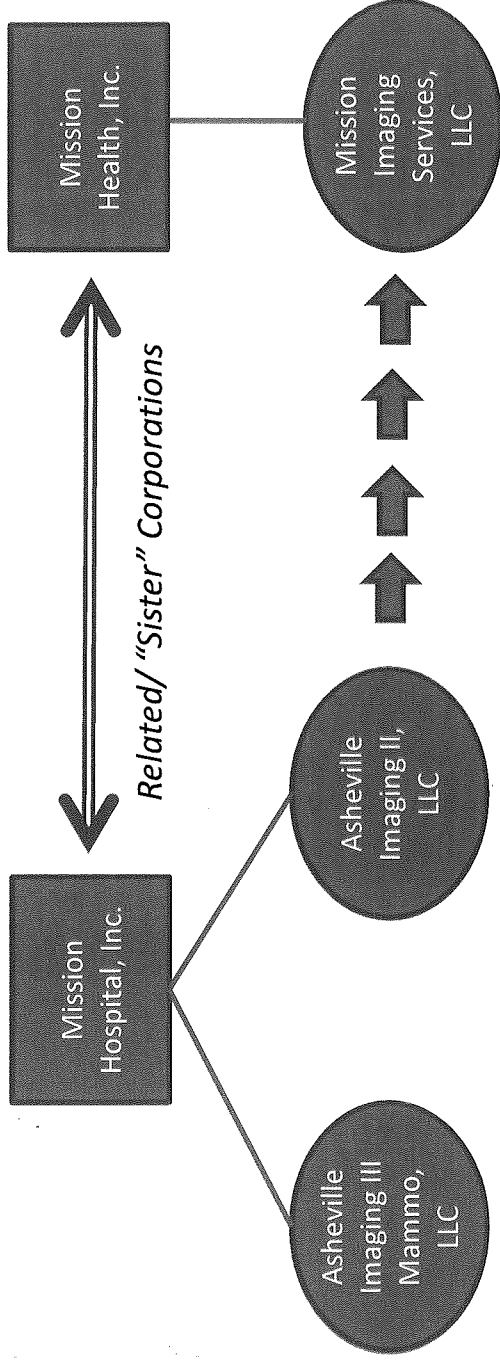 Mission
Hospital, Inc.
Related/ "Sister" Corporations
Mission
Health, Inc.
Asheville
Imaging III
Mammo,
LLC
Asheville
Imaging II,
LLC
Mission
Imaging
Services,
LLC